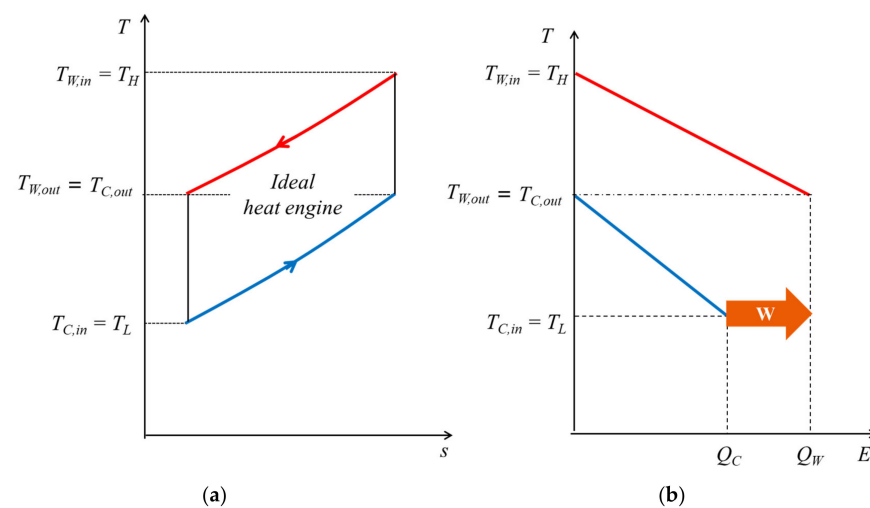 T
T_{W,in} = T_H
T_{W,out} = T_{C,out}
Ideal
heat engine
T_{C,in} = T_L
s
(a)
T
T_{W,in} = T_H
T_{W,out} = T_{C,out}
T_{C,in} = T_L
W
Q_C
Q_W
E
(b)